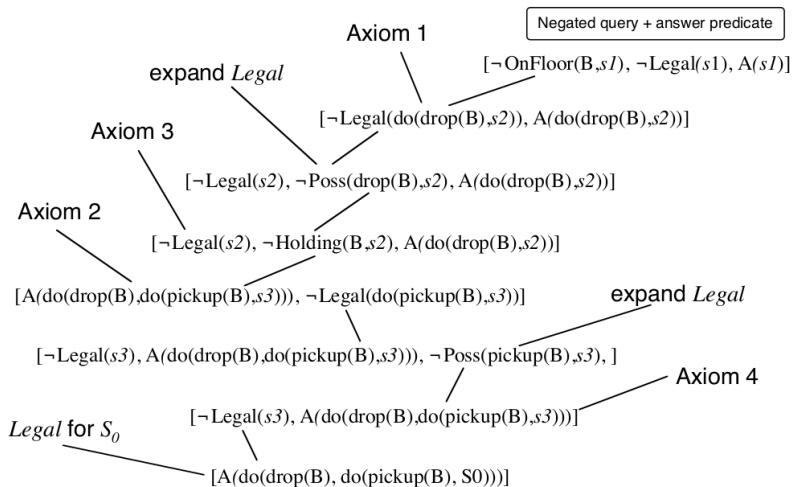 Negated query + answer predicate
Axiom 1
[¬OnFloor(B,s1), ¬Legal(s1), A(s1)]
expand Legal
[¬Legal(do(drop(B),s2)), A(do(drop(B),s2))]
Axiom 3
[¬Legal(s2), ¬Poss(drop(B),s2), A(do(drop(B),s2))]
Axiom 2
[¬Legal(s2), ¬Holding(B,s2), A(do(drop(B),s2))]
[A(do(drop(B),do(pickup(B),s3))), ¬Legal(do(pickup(B),s3))]
expand Legal
[¬Legal(s3), A(do(drop(B),do(pickup(B),s3))), ¬Poss(pickup(B),s3), ]
Axiom 4
[¬Legal(s3), A(do(drop(B),do(pickup(B),s3)))]
Legal for S0
[A(do(drop(B), do(pickup(B), S0)))]